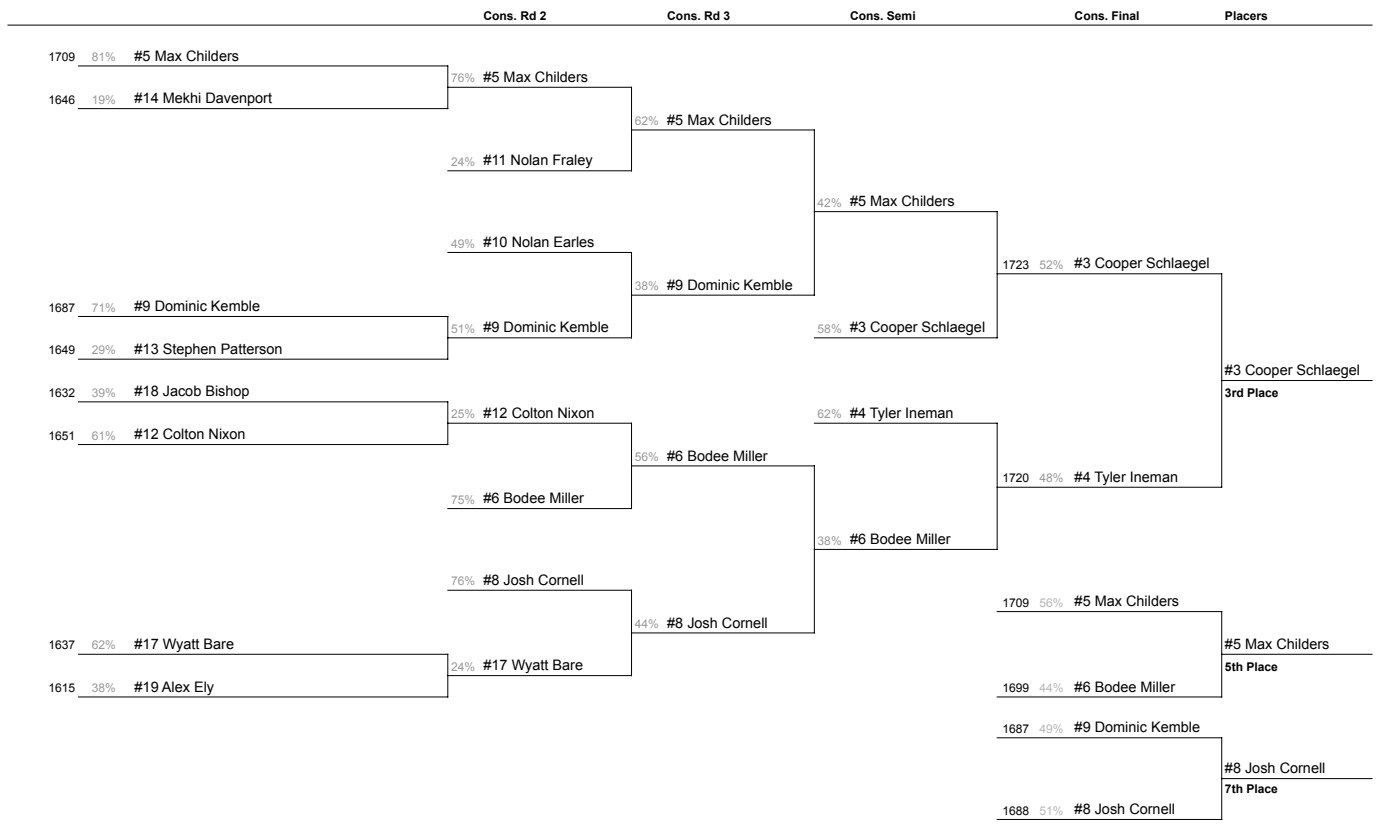 Cons. Rd 2 Cons. Rd 3 Cons. Semi Cons. Final Placers
1709 81% #5 Max Childers
76% #5 Max Childers
1646 19% #14 Mekhi Davenport
62% #5 Max Childers
24% #11 Nolan Fraley
42% #5 Max Childers
49% #10 Nolan Earles
1723 52% #3 Cooper Schlaegel
38% #9 Dominic Kemble
1687 71% #9 Dominic Kemble
51% #9 Dominic Kemble
58% #3 Cooper Schlaegel
1649 29% #13 Stephen Patterson
#3 Cooper Schlaegel
1632 39% #18 Jacob Bishop
3rd Place
25% #12 Colton Nixon
62% #4 Tyler Ineman
1651 61% #12 Colton Nixon
56% #6 Bodee Miller
1720 48% #4 Tyler Ineman
75% #6 Bodee Miller
38% #6 Bodee Miller
76% #8 Josh Cornell
1709 56% #5 Max Childers
44% #8 Josh Cornell
1637 62% #17 Wyatt Bare
#5 Max Childers
24% #17 Wyatt Bare
5th Place
1615 38% #19 Alex Ely
1699 44% #6 Bodee Miller
1687 49% #9 Dominic Kemble
#8 Josh Cornell
7th Place
1688 51% #8 Josh Cornell